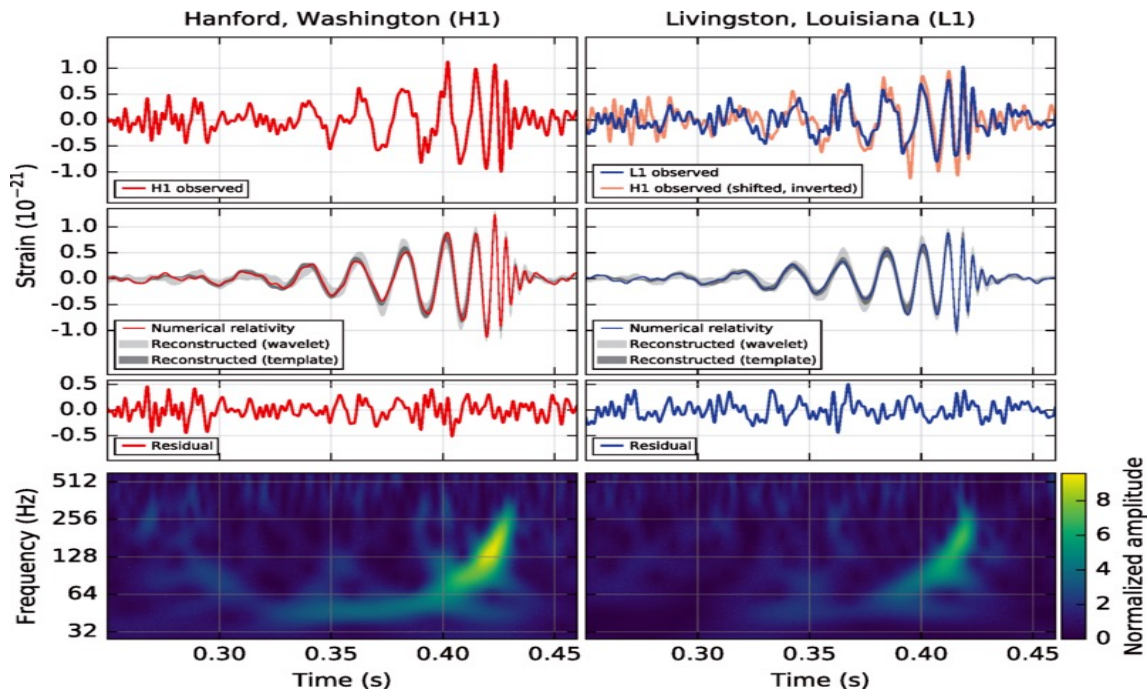 Hanford, Washington (H1)
Livingston, Louisiana (L1)
Strain (10⁻²¹)
1.0
0.5
0.0
-0.5
-1.0
H1 observed
L1 observed
H1 observed (shifted, inverted)
1.0
0.5
0.0
-0.5
-1.0
Numerical relativity
Reconstructed (wavelet)
Reconstructed (template)
Numerical relativity
Reconstructed (wavelet)
Reconstructed (template)
0.5
0.0
-0.5
Residual
Residual
Frequency (Hz)
512
256
128
64
32
Normalized amplitude
8
6
4
2
0
0.30 0.35 0.40 0.45
0.30 0.35 0.40 0.45
Time (s)
Time (s)